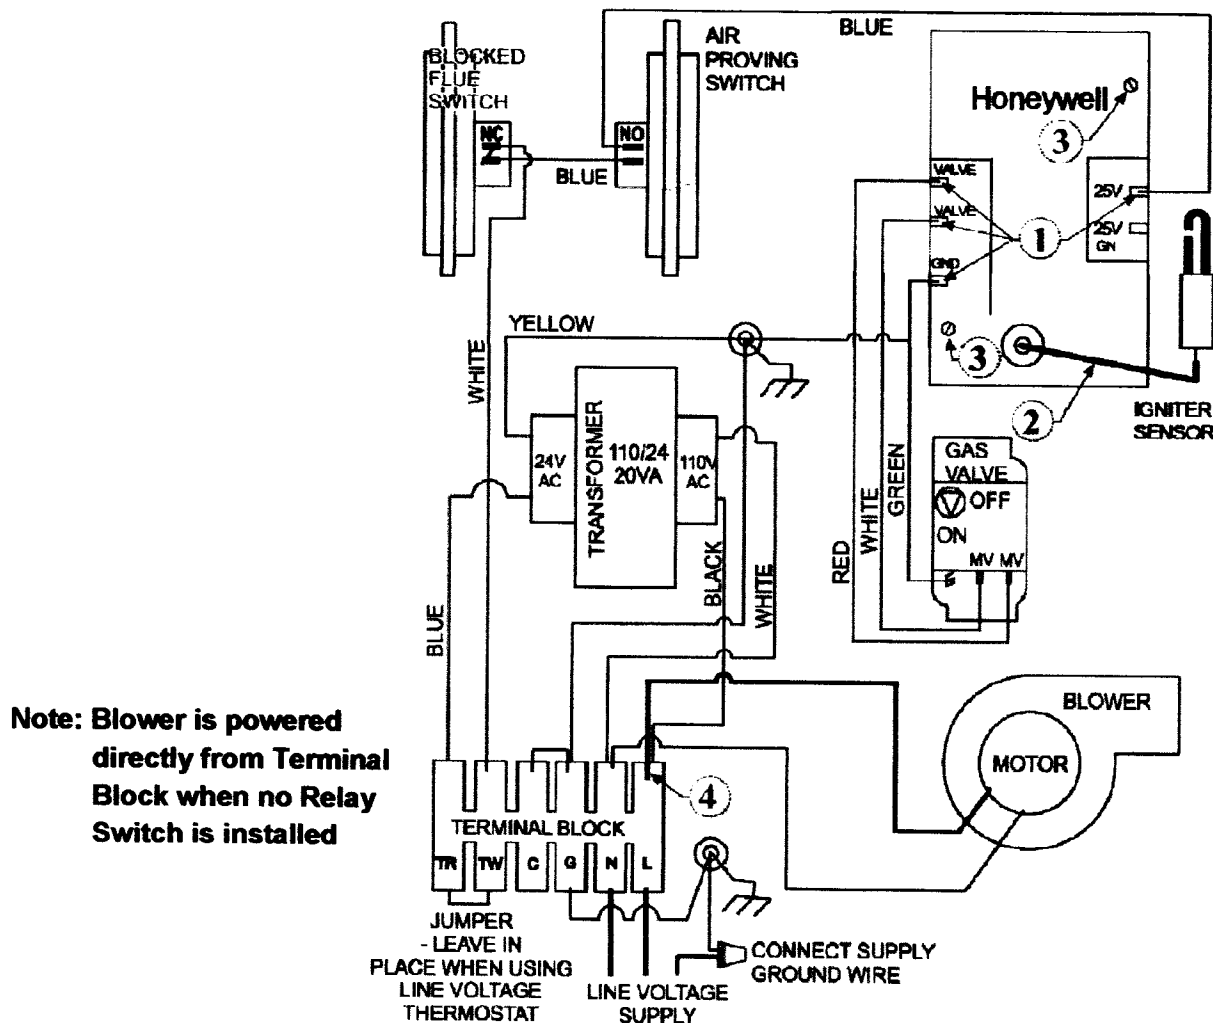 BLUE
AIR
PROVING
SWITCH
BLOCKED
FLUE
SWITCH
Honeywell
3
NC
NO
BLUE
VALVE
25V
VALVE
25V
GN
1
GND
YELLOW
WHITE
3
2
IGNITER
SENSOR
24V
AC
TRANSFORMER
110/24
20VA
110V
AC
GAS
VALVE
OFF
ON
MV MV
GREEN
WHITE
RED
BLACK
WHITE
BLUE
BLOWER
MOTOR
Note: Blower is powered
directly from Terminal
Block when no Relay
Switch is installed
4
TERMINAL BLOCK
TR TW C G N L
JUMPER
- LEAVE IN
PLACE WHEN USING
LINE VOLTAGE
THERMOSTAT
LINE VOLTAGE
SUPPLY
CONNECT SUPPLY
GROUND WIRE